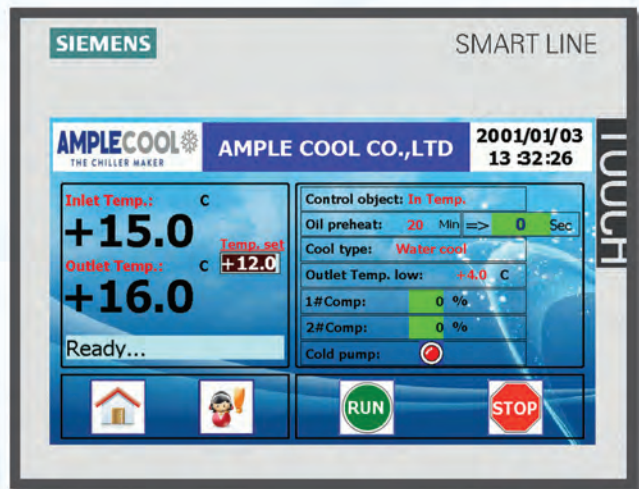 SIEMENS
SMART LINE
TOUCH
AMPLECOOL
THE CHILLER MAKER
AMPLE COOL CO.,LTD
2001/01/03
13:32:26
Inlet Temp.: C
+15.0
Temp. set
+12.0
Outlet Temp.: C
+16.0
Ready...
Control object: In Temp.
Oil preheat: 20 Min => 0 Sec
Cool type: Water cool
Outlet Temp. low: +4.0 C
1#Comp: 0 %
2#Comp: 0 %
Cold pump:
RUN
STOP